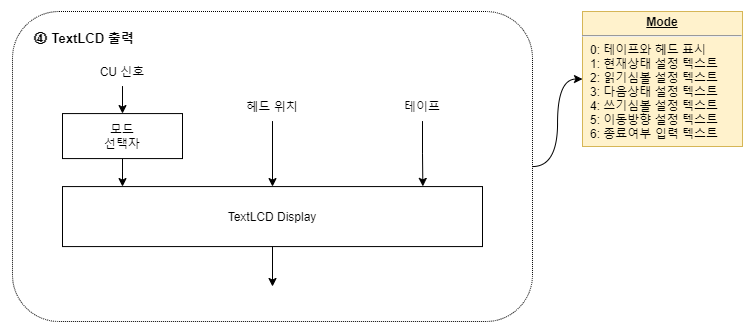 ④ TextLCD 출력
CU 신호
헤드 위치
테이프
모드
선택자
TextLCD Display
Mode
0: 테이프와 헤드 표시
1: 현재상태 설정 텍스트
2: 읽기심볼 설정 텍스트
3: 다음상태 설정 텍스트
4: 쓰기심볼 설정 텍스트
5: 이동방향 설정 텍스트
6: 종료여부 입력 텍스트